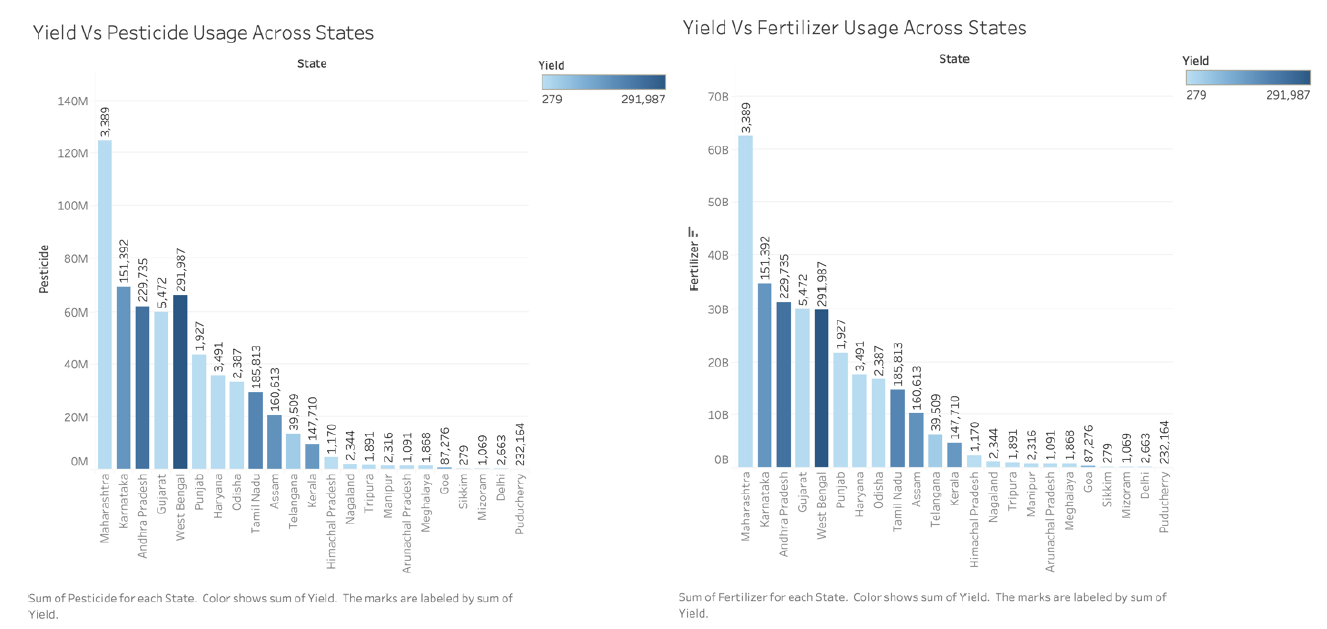 Yield Vs Pesticide Usage Across States
State
Yield
279 291,987
140M
120M
100M
80M
60M
40M
20M
0M
Pesticide
3,389
151,392
229,735
5,472
291,987
1,927
3,491
2,387
185,813
160,613
39,509
147,710
1,170
2,344
1,891
2,316
1,091
1,868
87,276
279
1,069
2,663
232,164
Maharashtra
Karnataka
Andhra Pradesh
Gujarat
West Bengal
Punjab
Haryana
Odisha
Tamil Nadu
Assam
Telangana
Kerala
Himachal Pradesh
Nagaland
Tripura
Manipur
Arunachal Pradesh
Meghalaya
Goa
Sikkim
Mizoram
Delhi
Puducherry
Sum of Pesticide for each State. Color shows sum of Yield. The marks are labeled by sum of
Yield.
Yield Vs Fertilizer Usage Across States
State
Yield
279 291,987
70B
60B
50B
40B
30B
20B
10B
0B
Fertilizer
3,389
151,392
229,735
5,472
291,987
1,927
3,491
2,387
185,813
160,613
39,509
147,710
1,170
2,344
1,891
2,316
1,091
1,868
87,276
279
1,069
2,663
232,164
Maharashtra
Karnataka
Andhra Pradesh
Gujarat
West Bengal
Punjab
Haryana
Odisha
Tamil Nadu
Assam
Telangana
Kerala
Himachal Pradesh
Nagaland
Tripura
Manipur
Arunachal Pradesh
Meghalaya
Goa
Sikkim
Mizoram
Delhi
Puducherry
Sum of Fertilizer for each State. Color shows sum of Yield. The marks are labeled by sum of
Yield.